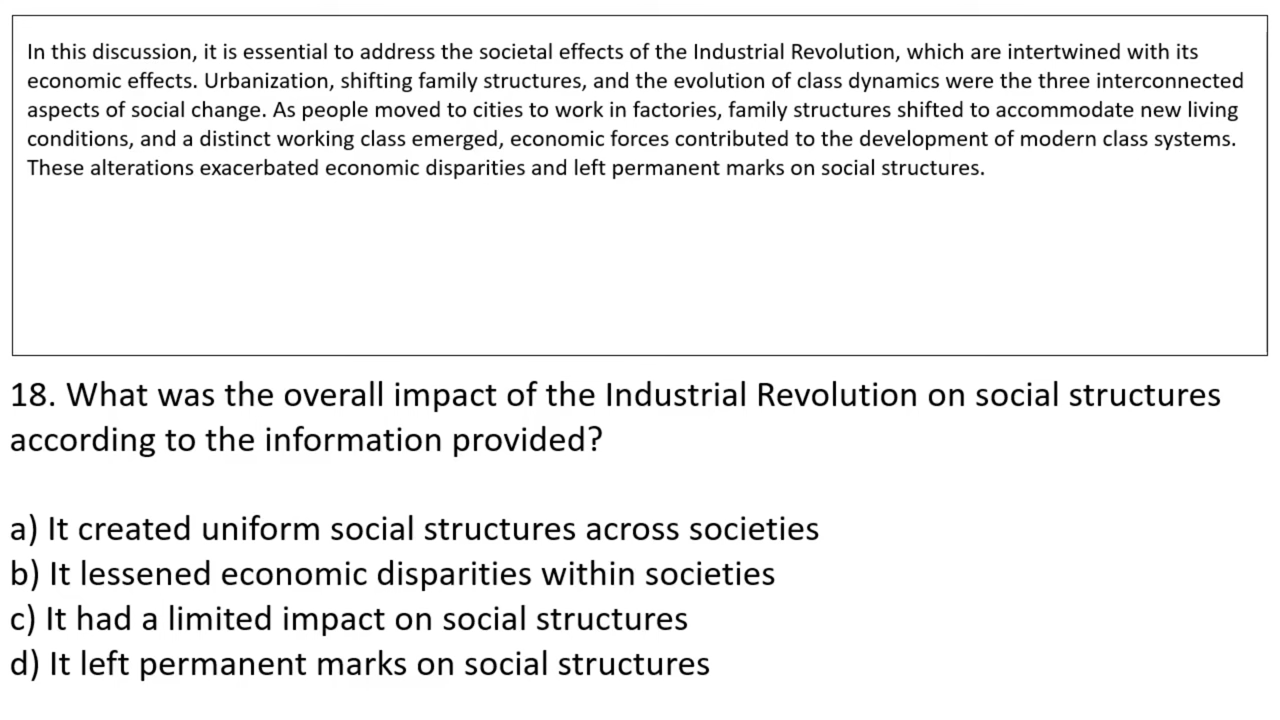 In this discussion, it is essential to address the societal effects of the Industrial Revolution, which are intertwined with its
economic effects. Urbanization, shifting family structures, and the evolution of class dynamics were the three interconnected
aspects of social change. As people moved to cities to work in factories, family structures shifted to accommodate new living
conditions, and a distinct working class emerged, economic forces contributed to the development of modern class systems.
These alterations exacerbated economic disparities and left permanent marks on social structures.
18. What was the overall impact of the Industrial Revolution on social structures
according to the information provided?
a) It created uniform social structures across societies
b) It lessened economic disparities within societies
c) It had a limited impact on social structures
d) It left permanent marks on social structures